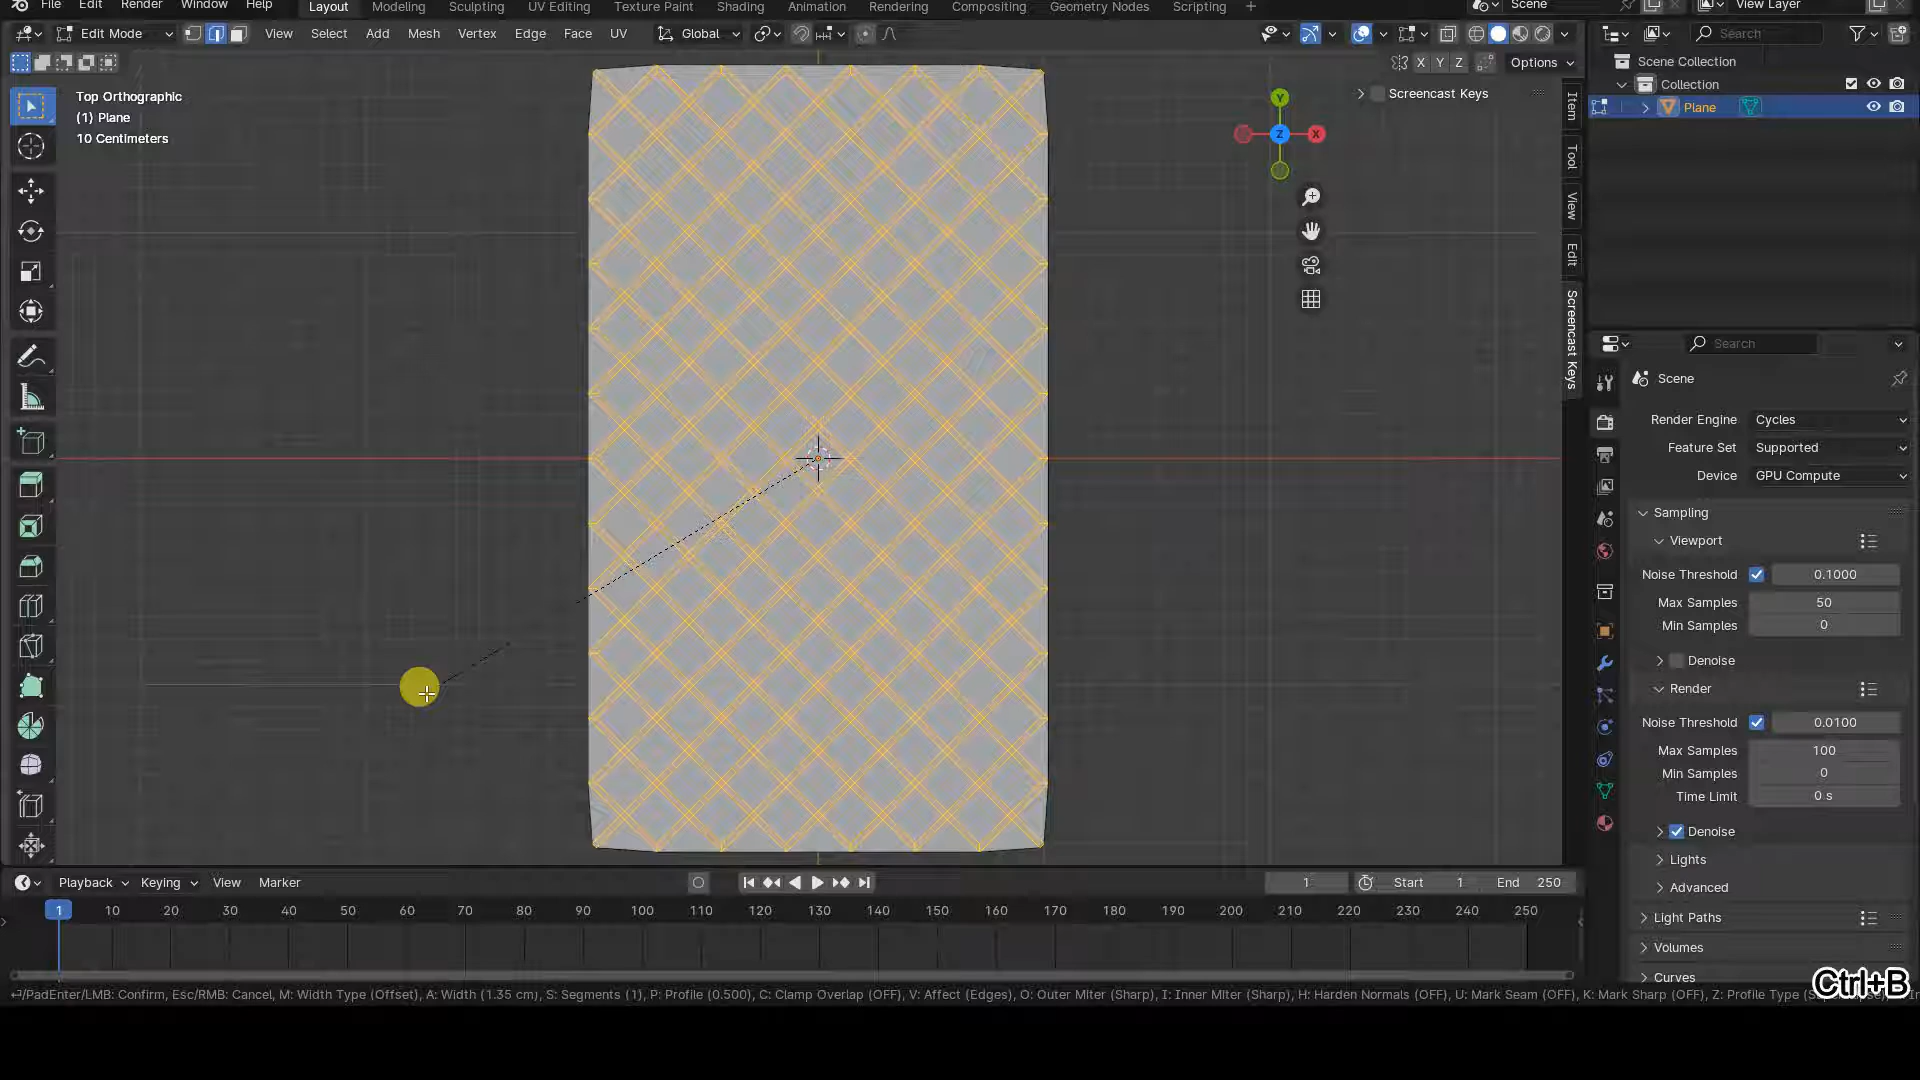 File Edit Render Window Help Layout Modeling Sculpting UV Editing Texture Paint Shading Animation Rendering Compositing Geometry Nodes Scripting + Scene View Layer
Edit Mode View Select Add Mesh Vertex Edge Face UV Global Search
X Y Z Options
Scene Collection
Collection
Plane
Top Orthographic
(1) Plane
10 Centimeters
Screencast Keys
Y
Z
X
Item
Tool
View
Edit
Screencast Keys
Search
Scene
Render Engine Cycles
Feature Set Supported
Device GPU Compute
Sampling
Viewport
Noise Threshold 0.1000
Max Samples 50
Min Samples 0
Denoise
Render
Noise Threshold 0.0100
Max Samples 100
Min Samples 0
Time Limit 0 s
Denoise
Lights
Advanced
Light Paths
Volumes
Curves
Playback Keying View Marker 1 Start 1 End 250
1 10 20 30 40 50 60 70 80 90 100 110 120 130 140 150 160 170 180 190 200 210 220 230 240 250
Ctrl+B
/PadEnter/LMB: Confirm, Esc/RMB: Cancel, M: Width Type (Offset), A: Width (1.35 cm), S: Segments (1), P: Profile (0.500), C: Clamp Overlap (OFF), V: Affect (Edges), O: Outer Miter (Sharp), I: Inner Miter (Sharp), H: Harden Normals (OFF), U: Mark Seam (OFF), K: Mark Sharp (OFF), Z: Profile Type